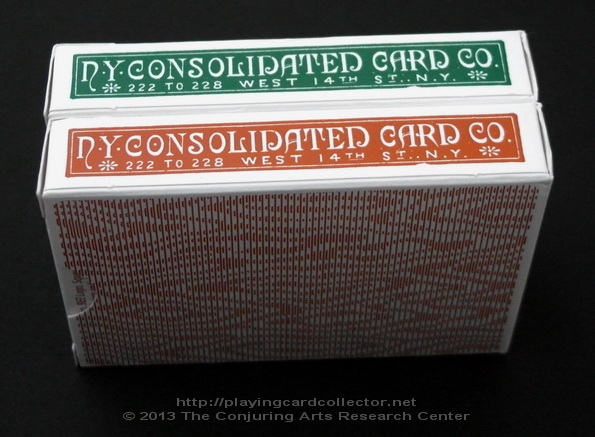 N.Y. CONSOLIDATED CARD CO.
222 TO 228 WEST 14TH ST., N.Y.
N.Y. CONSOLIDATED CARD CO.
222 TO 228 WEST 14TH ST., N.Y.
http://playingcardcollector.net
© 2013 The Conjuring Arts Research Center